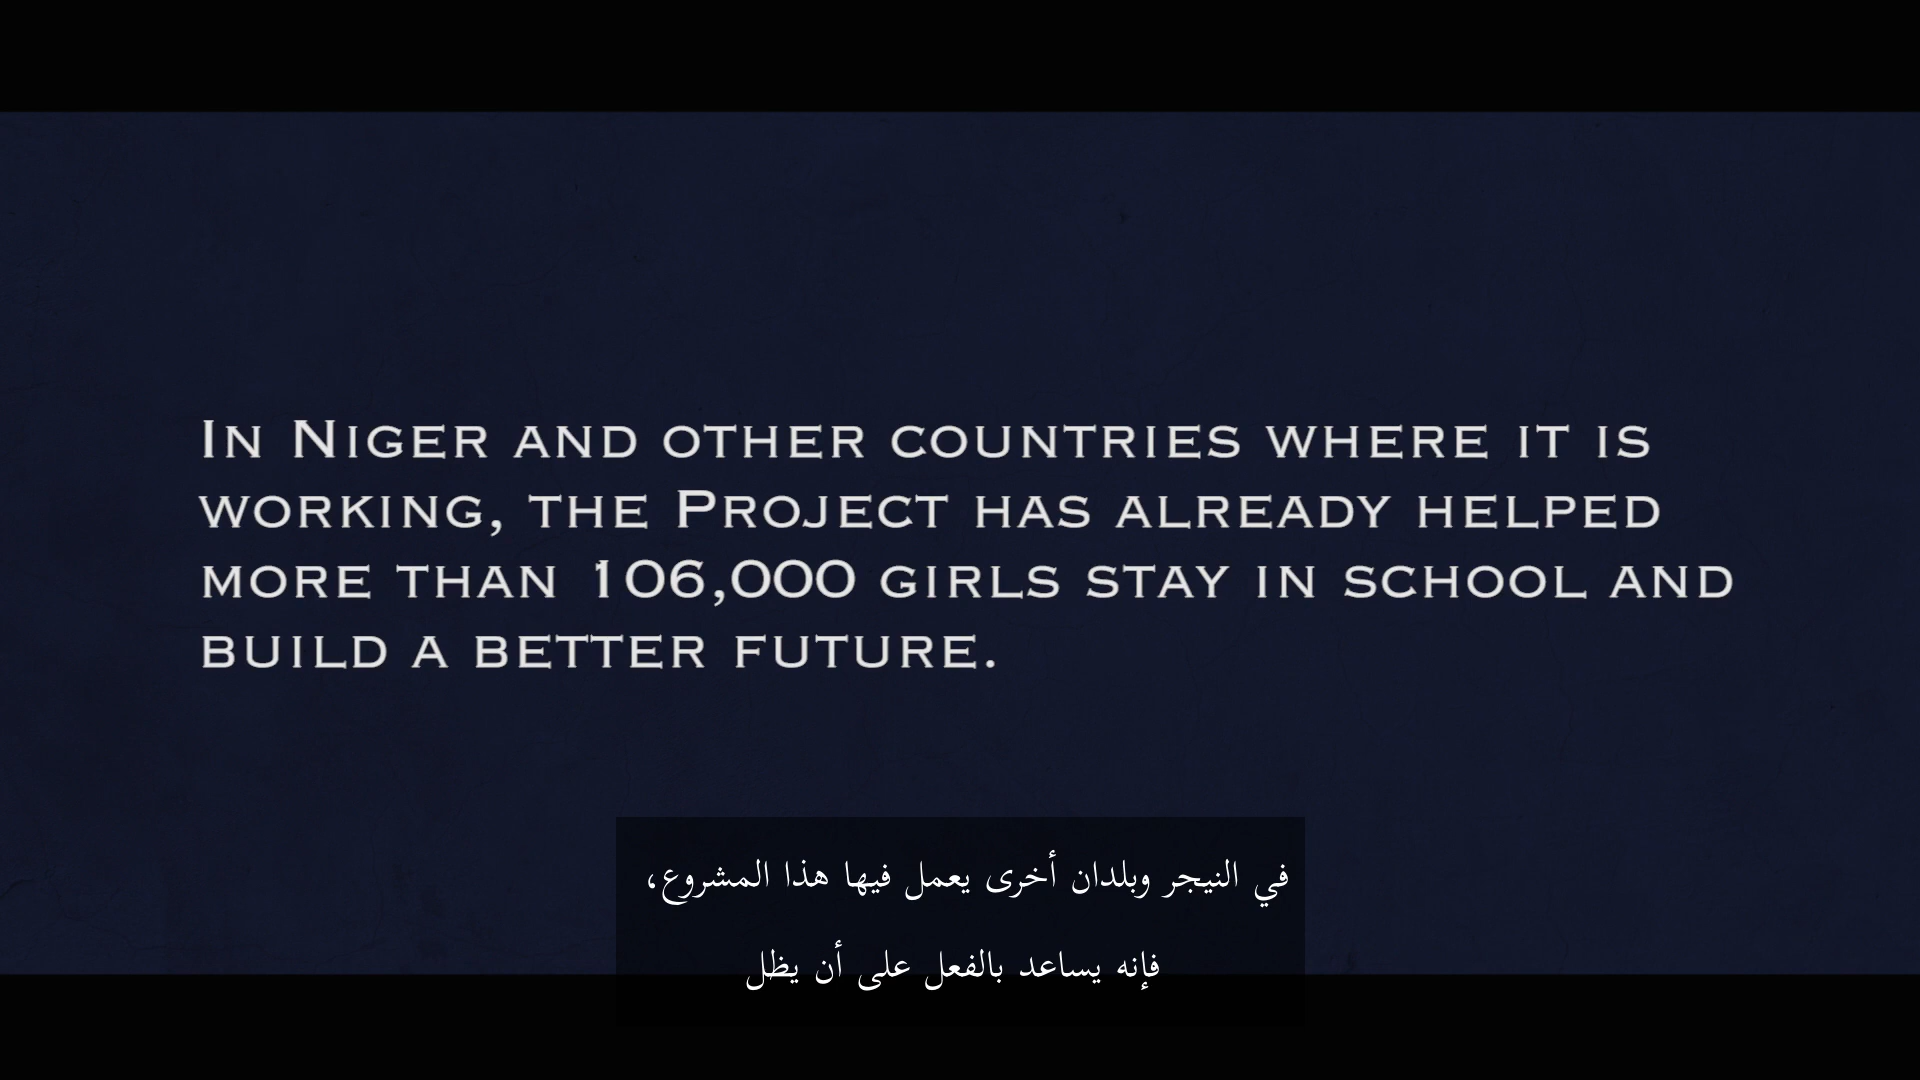 In Niger and other countries where it is
working, the Project has already helped
more than 106,000 girls stay in school and
build a better future.
في النيجر وبلدان أخرى يعمل فيها هذا المشروع،
فإنه يساعد بالفعل على أن يظل